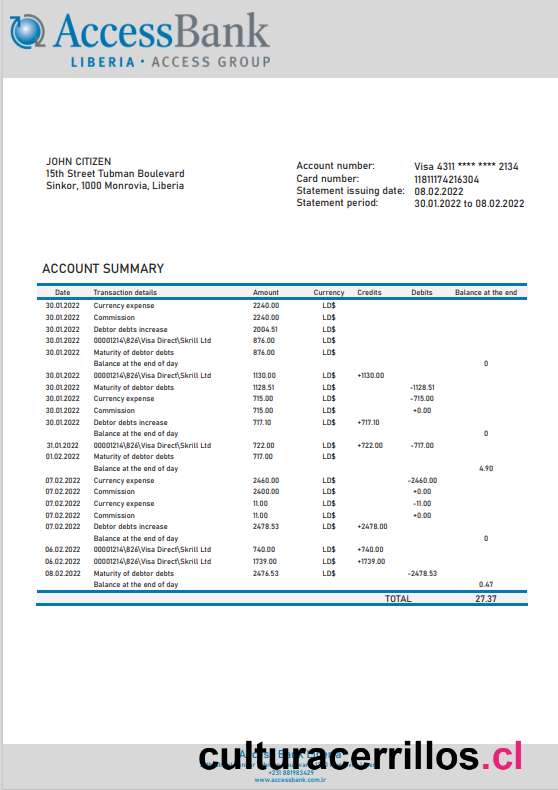 AccessBank
LIBERIA • ACCESS GROUP
JOHN CITIZEN
15th Street Tubman Boulevard
Sinkor, 1000 Monrovia, Liberia
Account number: Visa 4311 **** **** 2134
Card number: 11811174216304
Statement issuing date: 08.02.2022
Statement period: 30.01.2022 to 08.02.2022
ACCOUNT SUMMARY
Date Transaction details Amount Currency Credits Debits Balance at the end
30.01.2022 Currency expense 2240.00 LD$
30.01.2022 Commission 2240.00 LD$
30.01.2022 Debtor debts increase 2004.51 LD$
30.01.2022 00001214\826\Visa Direct\Skrill Ltd 876.00 LD$
30.01.2022 Maturity of debtor debts 876.00 LD$
Balance at the end of day 0
30.01.2022 00001214\826\Visa Direct\Skrill Ltd 1130.00 LD$ +1130.00
30.01.2022 Maturity of debtor debts 1128.51 LD$ -1128.51
30.01.2022 Currency expense 715.00 LD$ -715.00
30.01.2022 Commission 715.00 LD$ +0.00
30.01.2022 Debtor debts increase 717.10 LD$ +717.10
Balance at the end of day 0
31.01.2022 00001214\826\Visa Direct\Skrill Ltd 722.00 LD$ +722.00 -717.00
01.02.2022 Maturity of debtor debts 717.00 LD$
Balance at the end of day 4.90
07.02.2022 Currency expense 2460.00 LD$ -2460.00
07.02.2022 Commission 2400.00 LD$ +0.00
07.02.2022 Currency expense 11.00 LD$ -11.00
07.02.2022 Commission 11.00 LD$ +0.00
07.02.2022 Debtor debts increase 2478.53 LD$ +2478.00
Balance at the end of day 0
06.02.2022 00001214\826\Visa Direct\Skrill Ltd 740.00 LD$ +740.00
06.02.2022 00001214\826\Visa Direct\Skrill Ltd 1739.00 LD$ +1739.00
08.02.2022 Maturity of debtor debts 2476.53 LD$ -2478.53
Balance at the end of day 0.47
TOTAL 27.37
culturacerrillos.cl
+231 881983429
www.accessbank.com.lr